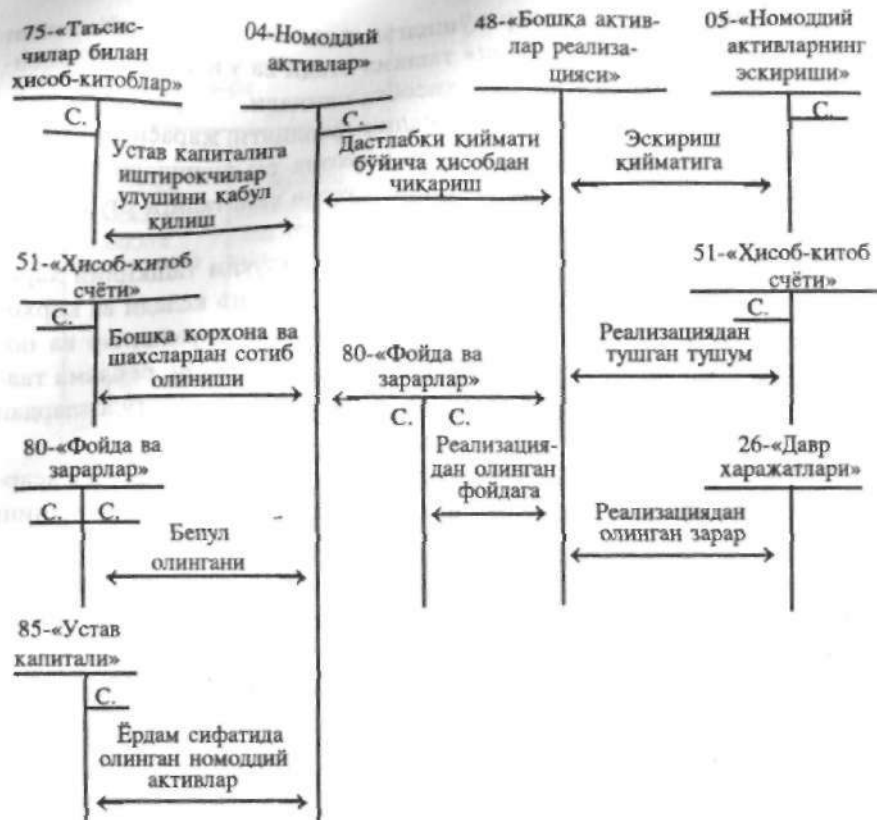 75-«Таъсис-
чилар билан
ҳисоб-китоблар»
С.
04-Номоддий
активлар»
С.
48-«Бошқа актив-
лар реализа-
цияси»
05-«Номоддий
активларнинг
эскириши»
С.
Устав капиталига
иштирокчилар
улушини қабул
қилиш
Дастлабки қиймати
бўйича ҳисобдан
чиқариш
Эскириш
қийматига
51-«Ҳисоб-китоб
счёти»
С.
Бошқа корхона ва
шахслардан сотиб
олиниши
80-«Фойда ва
зарарлар»
С. С.
51-«Ҳисоб-китоб
счёти»
С.
Реализациядан
тушган тушум
80-«Фойда ва
зарарлар»
С. С.
Бепул
олингани
Реализация-
дан олинган
фойдага
26-«Давр
харажатлари»
Реализациядан
олинган зарар
85-«Устав
капитали»
С.
Ёрдам сифатида
олинган номоддий
активлар